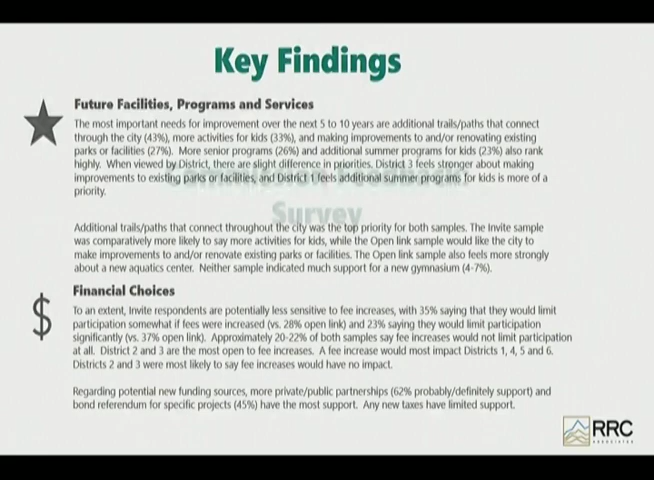 Key Findings
Future Facilities, Programs and Services
The most important needs for improvement over the next 5 to 10 years are additional trails/paths that connect
through the city (43%), more activities for kids (33%), and making improvements to and/or renovating existing
parks or facilities (27%). More senior programs (26%) and additional summer programs for kids (23%) also rank
highly. When viewed by District, there are slight difference in priorities. District 3 feels stronger about making
improvements to existing parks or facilities, and District 1 feels additional summer programs for kids is more of a
priority.
Survey
Additional trails/paths that connect throughout the city was the top priority for both samples. The Invite sample
was comparatively more likely to say more activities for kids, while the Open link sample would like the city to
make improvements to and/or renovate existing parks or facilities. The Open link sample also feels more strongly
about a new aquatics center. Neither sample indicated much support for a new gymnasium (4-7%).
$ Financial Choices
To an extent, Invite respondents are potentially less sensitive to fee increases, with 35% saying that they would limit
participation somewhat if fees were increased (vs. 28% open link) and 23% saying they would limit participation
significantly (vs. 37% open link). Approximately 20-22% of both samples say fee increases would not limit participation
at all. District 2 and 3 are the most open to fee increases. A fee increase would most impact Districts 1, 4, 5 and 6.
Districts 2 and 3 were most likely to say fee increases would have no impact.
Regarding potential new funding sources, more private/public partnerships (62% probably/definitely support) and
bond referendum for specific projects (45%) have the most support. Any new taxes have limited support.
RRC
ASSOCIATES